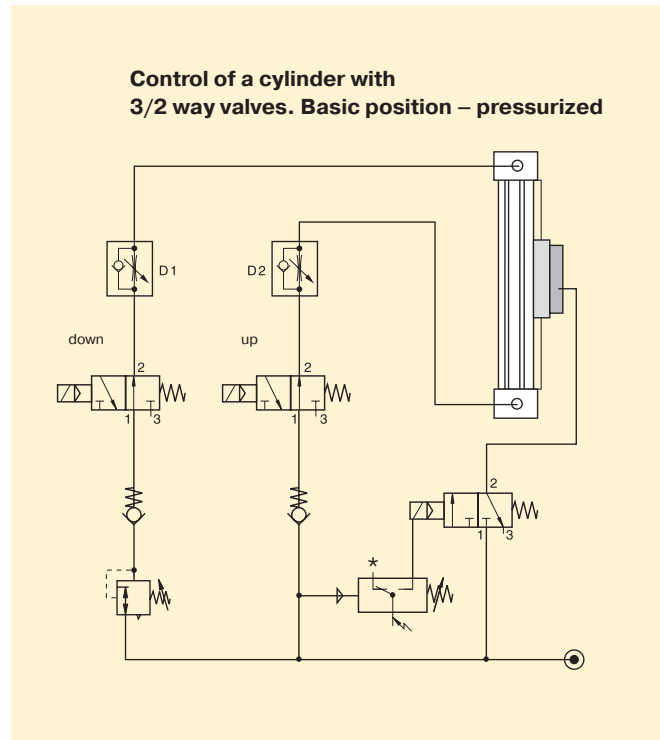 Control of a cylinder with
3/2 way valves. Basic position – pressurized
D1
D2
down
up
2
1 3
2
1 3
2
1 3
*